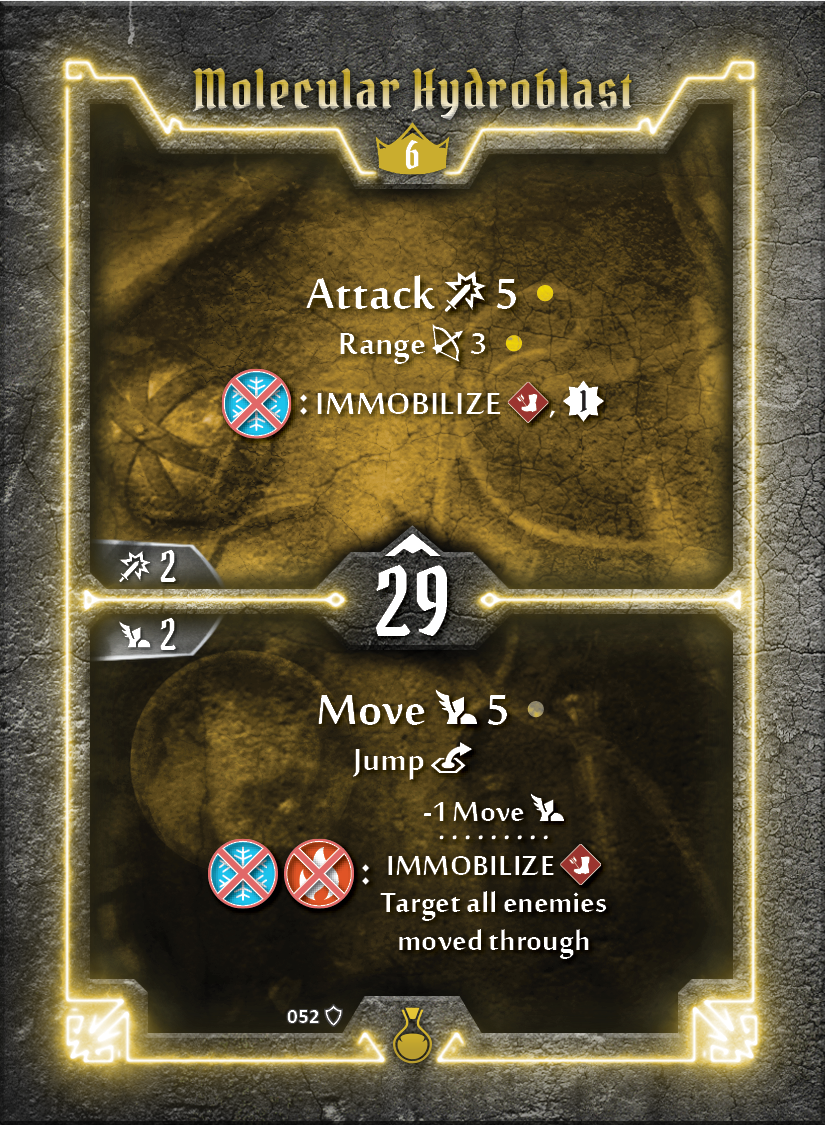 Molecular Hydroblast
6
Attack 5
Range 3
: IMMOBILIZE , 1
2
29
2
Move 5
Jump
-1 Move
: IMMOBILIZE
Target all enemies
moved through
052